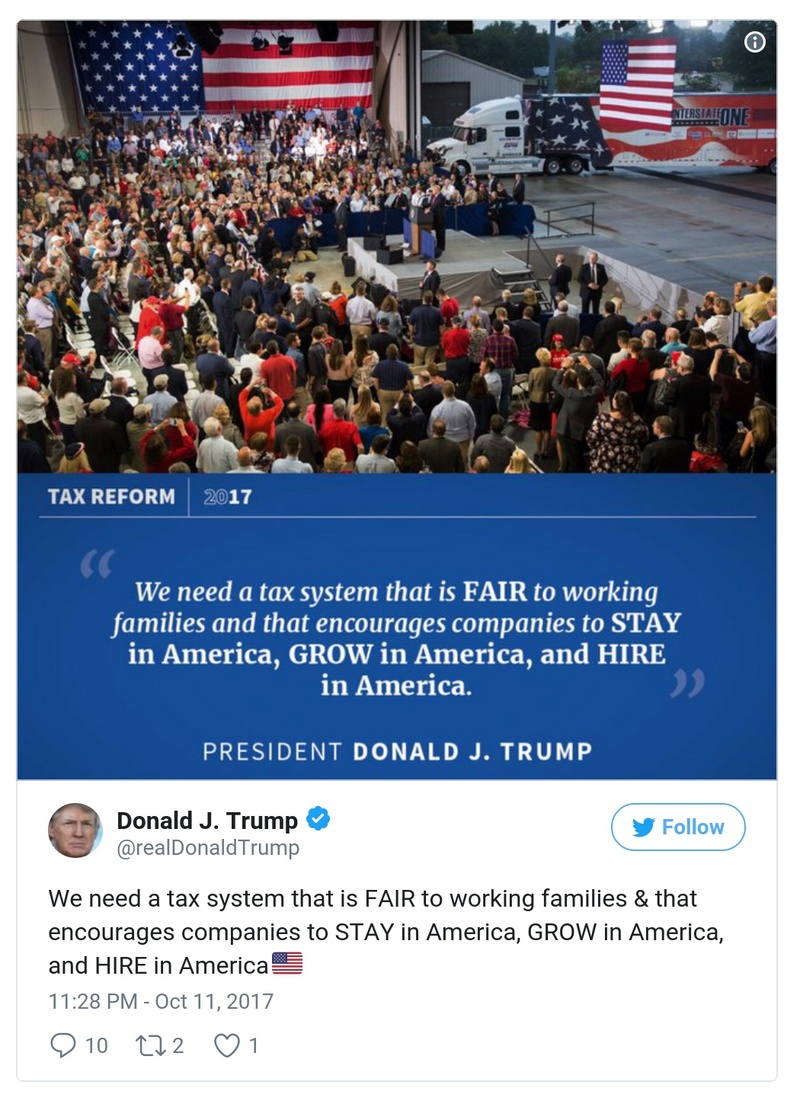 INTERSTATE ONE
TAX REFORM 2017
“
We need a tax system that is FAIR to working
families and that encourages companies to STAY
in America, GROW in America, and HIRE
in America.
”
PRESIDENT DONALD J. TRUMP
Donald J. Trump
@realDonaldTrump
Follow
We need a tax system that is FAIR to working families & that
encourages companies to STAY in America, GROW in America,
and HIRE in America🇺🇸
11:28 PM - Oct 11, 2017
10 2 1